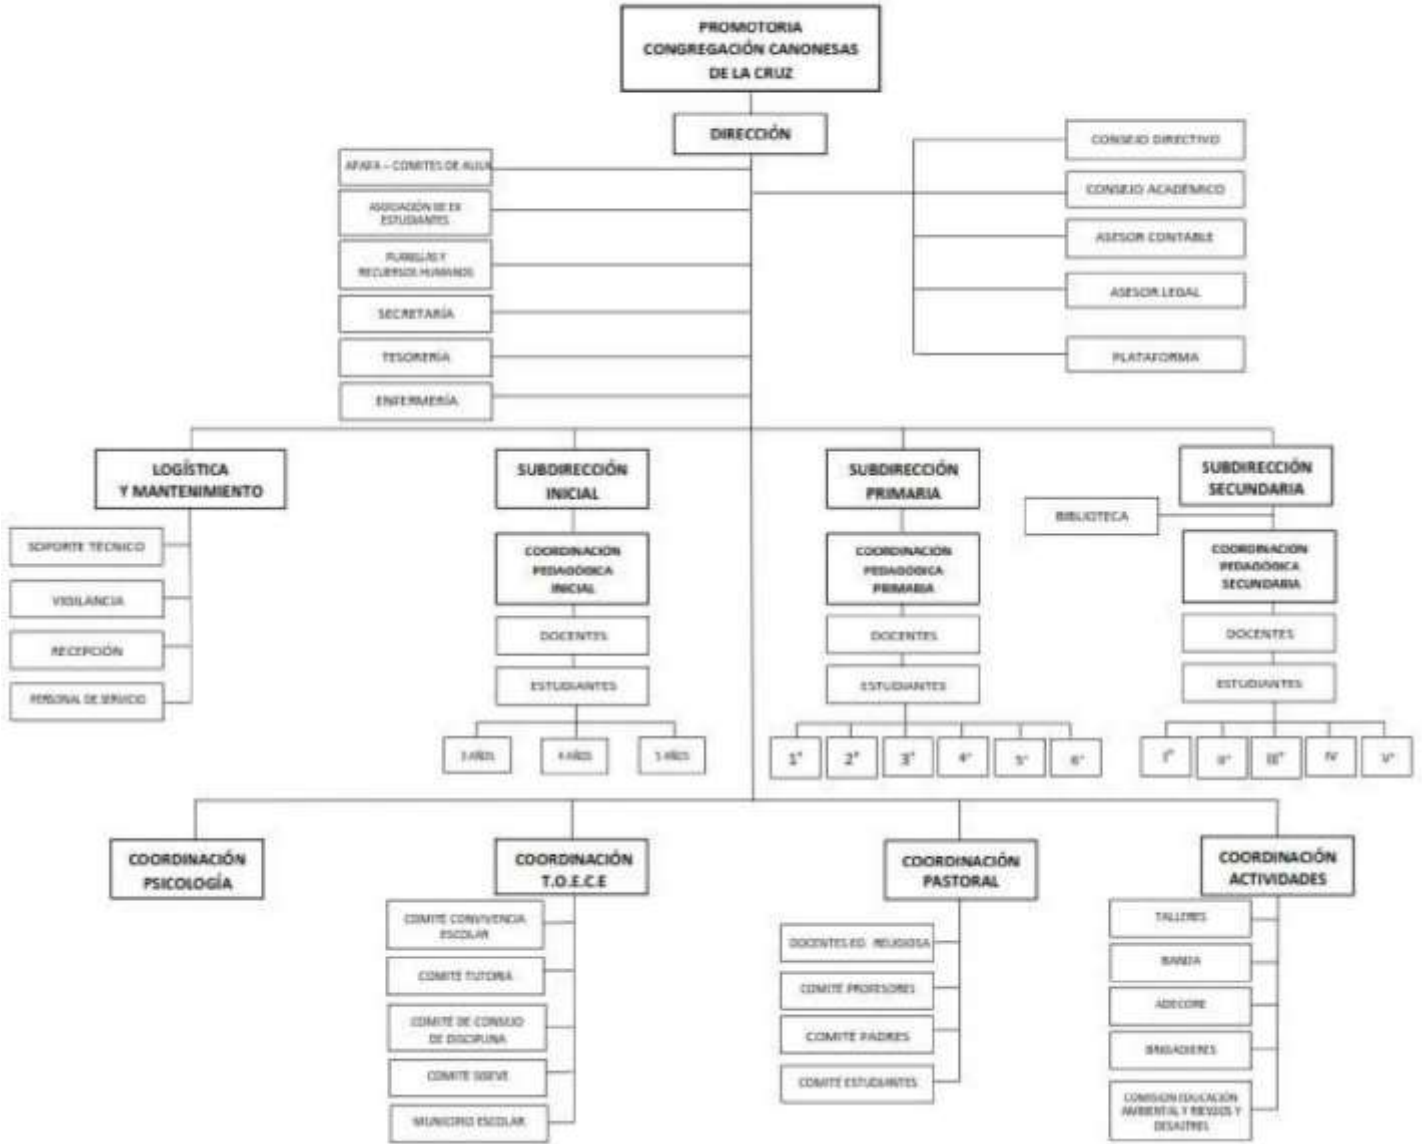 PROMOTORIA
CONGREGACIÓN CANONESAS
DE LA CRUZ
DIRECCIÓN
APAFA – COMITES DE AULA
ASOCIACIÓN DE EX
ESTUDIANTES
PLANILLAS Y
RECURSOS HUMANOS
SECRETARÍA
TESORERÍA
ENFERMERÍA
CONSEJO DIRECTIVO
CONSEJO ACADEMICO
ASESOR CONTABLE
ASESOR LEGAL
PLATAFORMA
LOGÍSTICA
Y MANTENIMIENTO
SOPORTE TÉCNICO
VIGILANCIA
RECEPCIÓN
PERSONAL DE SERVICIO
SUBDIRECCIÓN
INICIAL
COORDINACIÓN
PEDAGÓGICA
INICIAL
DOCENTES
ESTUDIANTES
3 AÑOS
4 AÑOS
5 AÑOS
SUBDIRECCIÓN
PRIMARIA
COORDINACIÓN
PEDAGÓGICA
PRIMARIA
DOCENTES
ESTUDIANTES
1°
2°
3°
4°
5°
6°
SUBDIRECCIÓN
SECUNDARIA
BIBLIOTECA
COORDINACIÓN
PEDAGÓGICA
SECUNDARIA
DOCENTES
ESTUDIANTES
I°
II°
III°
IV
V°
COORDINACIÓN
PSICOLOGÍA
COORDINACIÓN
T.O.E.C.E
COMITÉ CONVIVENCIA
ESCOLAR
COMITÉ TUTORIA
COMITÉ DE CONSEJO
DE DISCIPLINA
COMITÉ SISEVE
MUNICIPIO ESCOLAR
COORDINACIÓN
PASTORAL
DOCENTES ED. RELIGIOSA
COMITÉ PROFESORES
COMITÉ PADRES
COMITÉ ESTUDIANTES
COORDINACIÓN
ACTIVIDADES
TALLERES
BANDA
ADECORE
BRIGADIERES
COMISION EDUCACIÓN
AMBIENTAL Y RIESGOS Y
DESASTRES